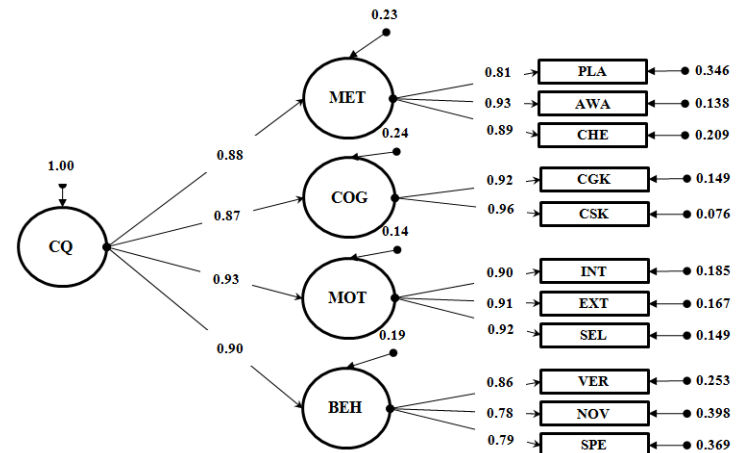 0.23
MET
0.81
PLA
0.346
0.93
AWA
0.138
0.89
CHE
0.209
0.88
1.00
0.24
COG
0.92
CGK
0.149
0.96
CSK
0.076
0.87
CQ
0.14
MOT
0.90
INT
0.185
0.91
EXT
0.167
0.92
SEL
0.149
0.93
0.19
0.90
BEH
0.86
VER
0.253
0.78
NOV
0.398
0.79
SPE
0.369